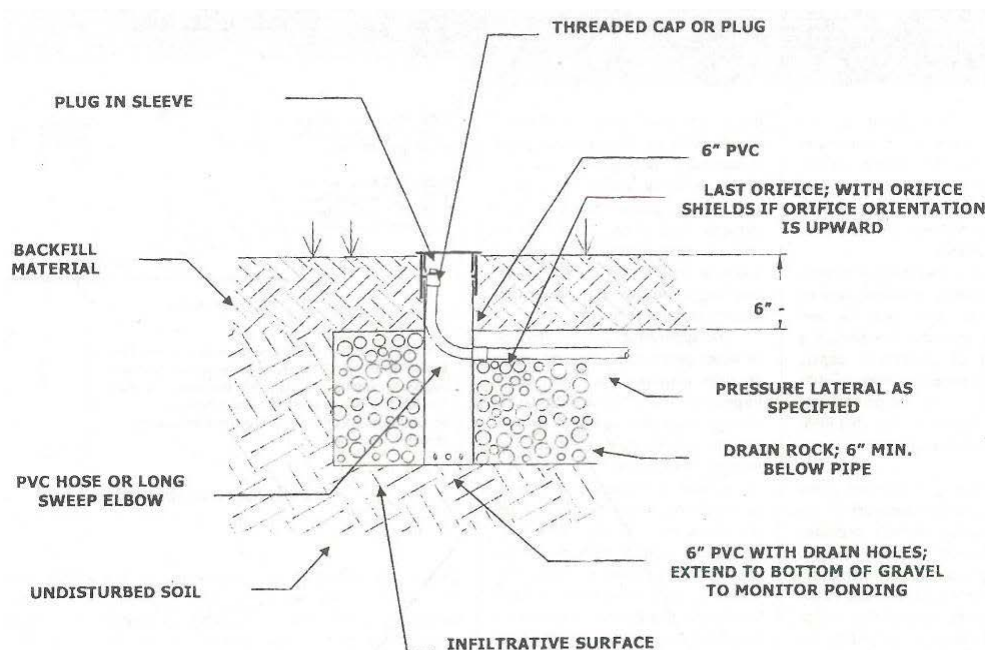 THREADED CAP OR PLUG
PLUG IN SLEEVE
6” PVC
LAST ORIFICE; WITH ORIFICE
SHIELDS IF ORIFICE ORIENTATION
IS UPWARD
BACKFILL
MATERIAL
6”
PRESSURE LATERAL AS
SPECIFIED
DRAIN ROCK; 6” MIN.
BELOW PIPE
PVC HOSE OR LONG
SWEEP ELBOW
6” PVC WITH DRAIN HOLES;
EXTEND TO BOTTOM OF GRAVEL
TO MONITOR PONDING
UNDISTURBED SOIL
INFILTRATIVE SURFACE